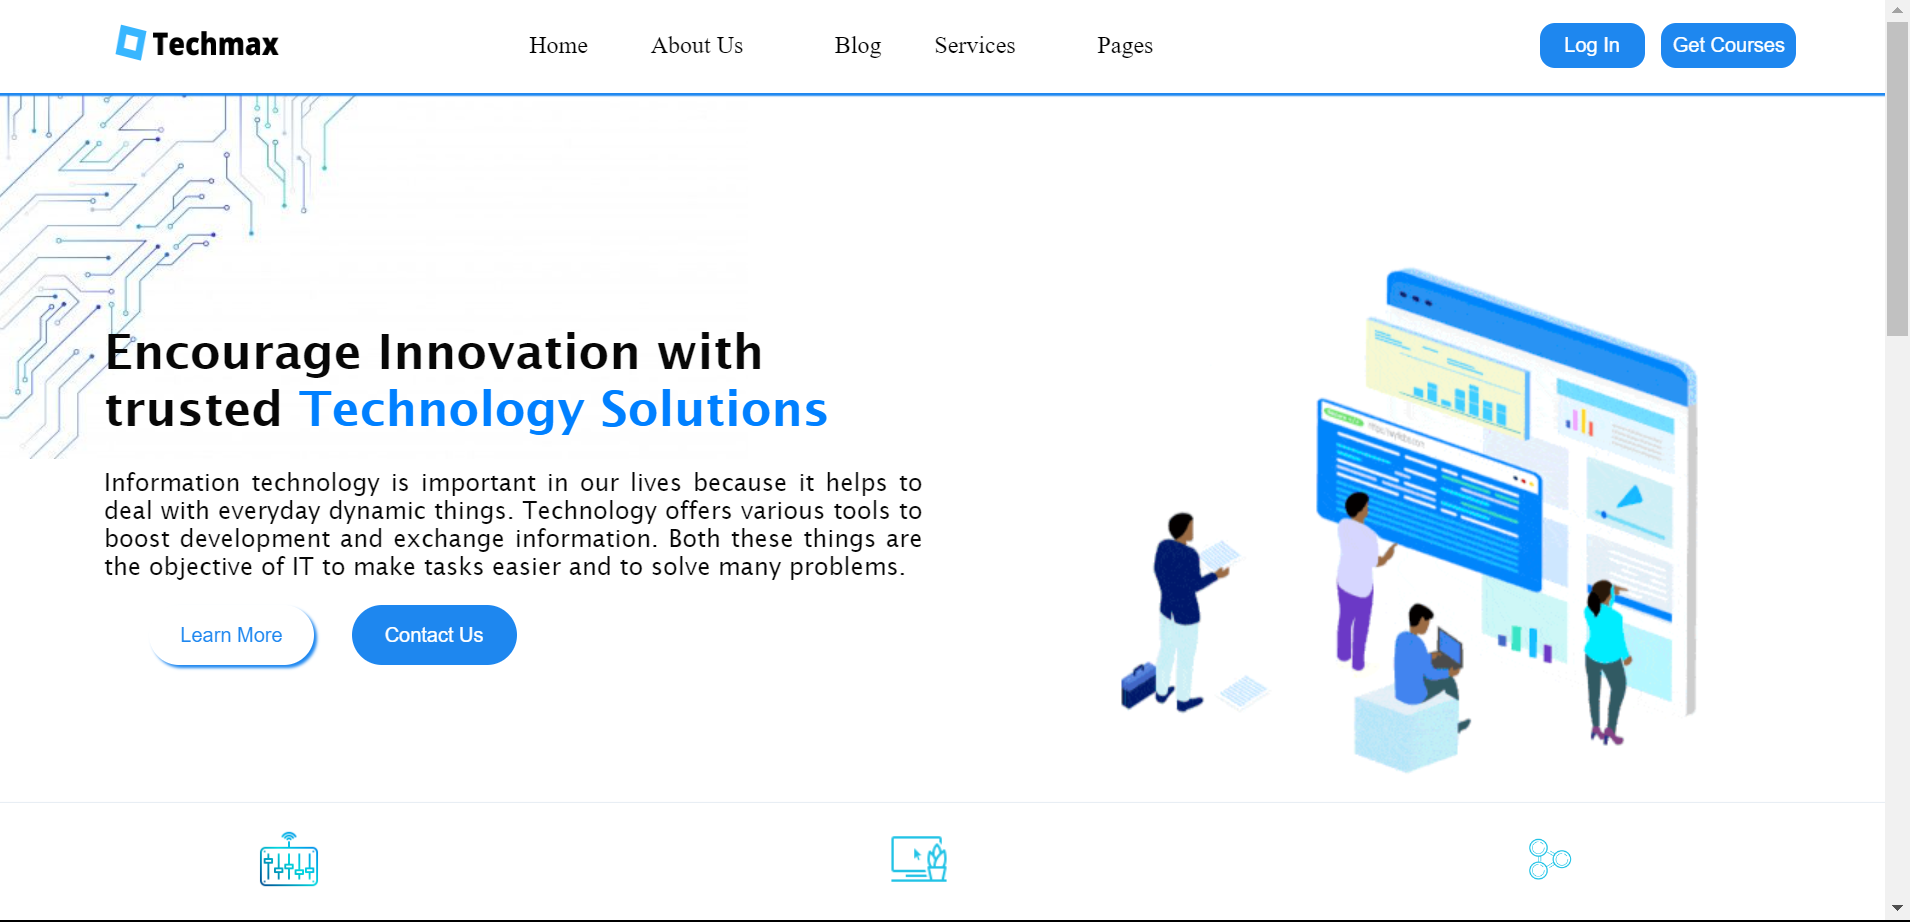 Techmax
Home
About Us
Blog
Services
Pages
Log In
Get Courses
Encourage Innovation with
trusted Technology Solutions
Information technology is important in our lives because it helps to
deal with everyday dynamic things. Technology offers various tools to
boost development and exchange information. Both these things are
the objective of IT to make tasks easier and to solve many problems.
Learn More
Contact Us